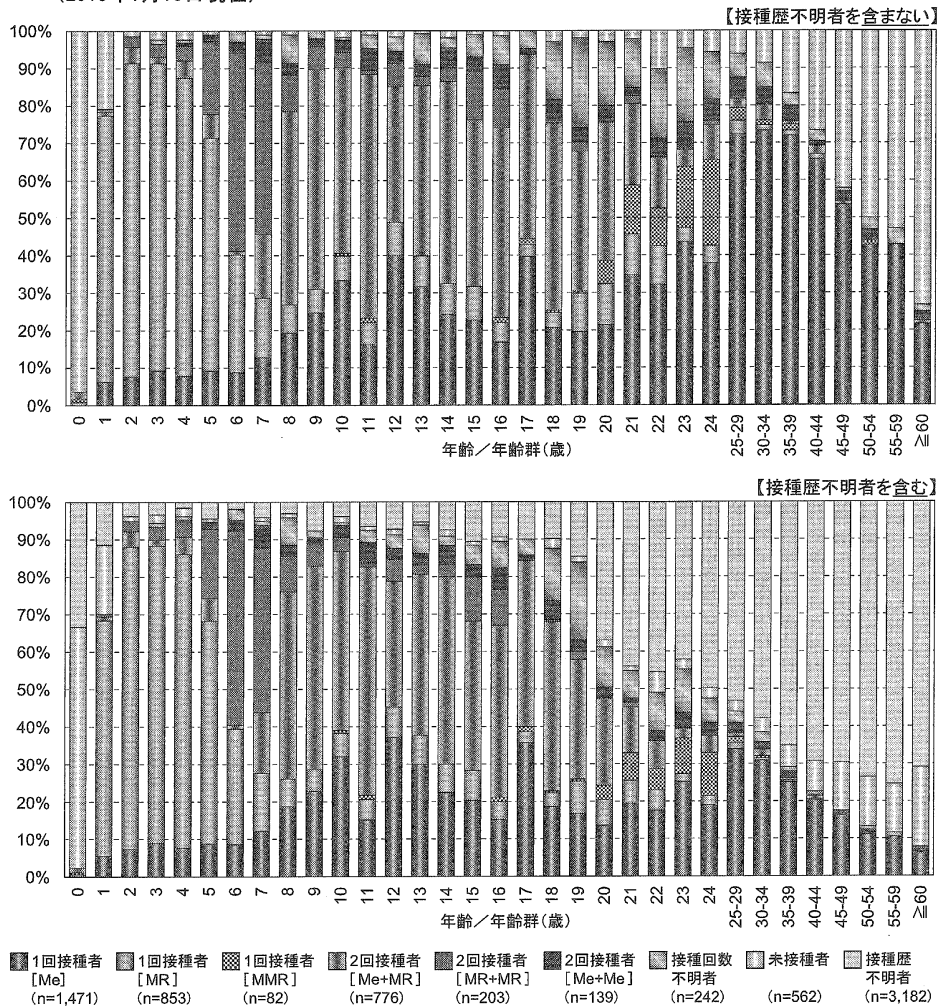 【接種歴不明者を含まない】
100%
90%
80%
70%
60%
50%
40%
30%
20%
10%
0%
0 1 2 3 4 5 6 7 8 9 10 11 12 13 14 15 16 17 18 19 20 21 22 23 24 25-29 30-34 35-39 40-44 45-49 50-54 55-59 ≧60
年齢/年齢群(歳)
【接種歴不明者を含む】
100%
90%
80%
70%
60%
50%
40%
30%
20%
10%
0%
0 1 2 3 4 5 6 7 8 9 10 11 12 13 14 15 16 17 18 19 20 21 22 23 24 25-29 30-34 35-39 40-44 45-49 50-54 55-59 ≧60
年齢/年齢群(歳)
1回接種者 1回接種者 1回接種者 2回接種者 2回接種者 2回接種者 接種回数 未接種者 接種歴
[Me] [MR] [MMR] [Me+MR] [MR+MR] [Me+Me] 不明者 不明者
(n=1,471) (n=853) (n=82) (n=776) (n=203) (n=139) (n=242) (n=562) (n=3,182)